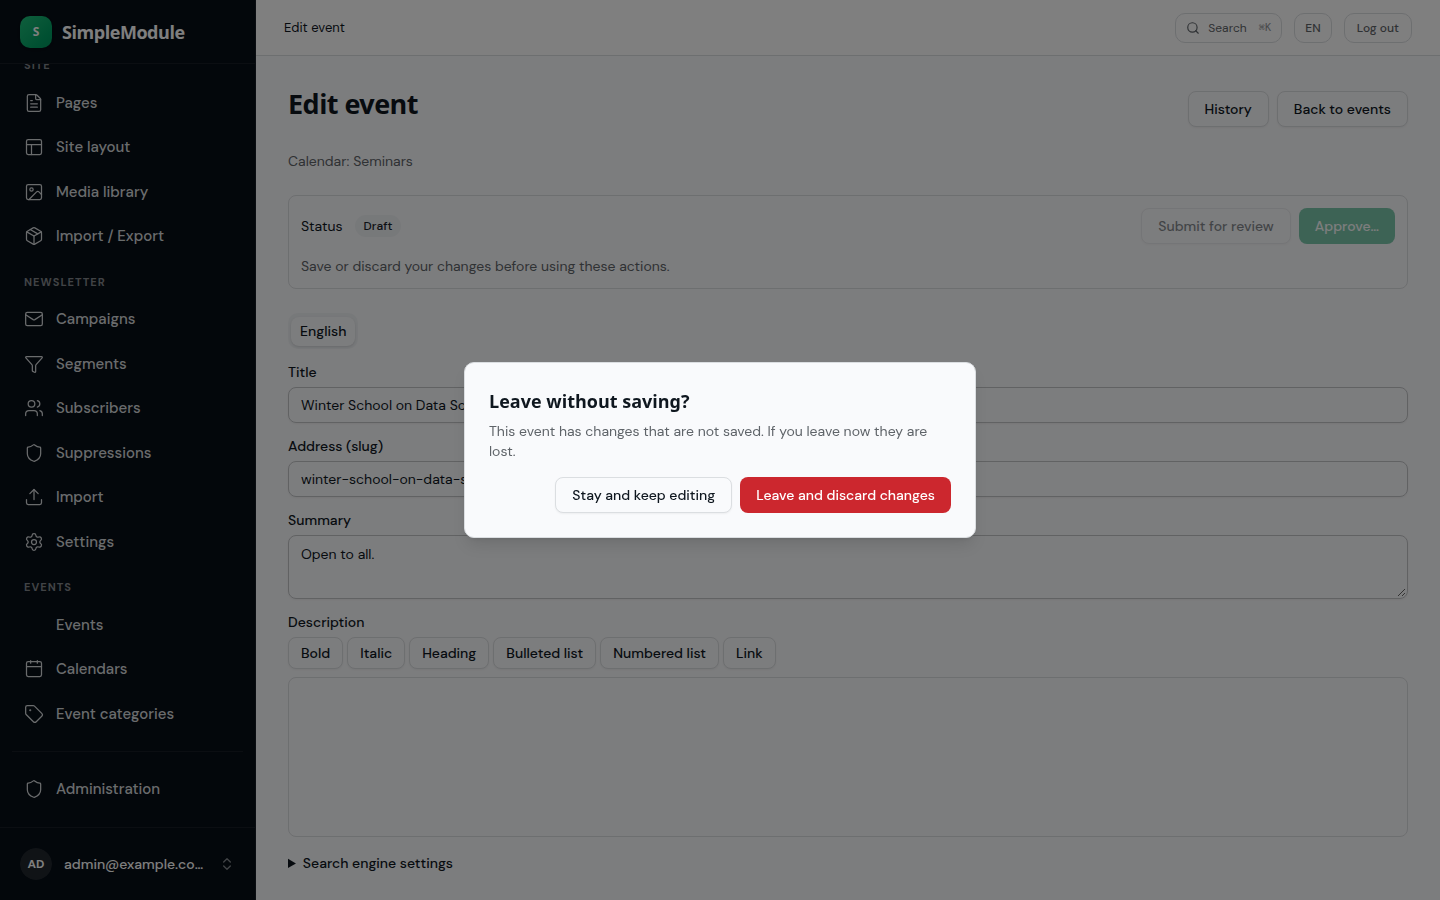 S
SimpleModule
SITE
Pages
Site layout
Media library
Import / Export
NEWSLETTER
Campaigns
Segments
Subscribers
Suppressions
Import
Settings
EVENTS
Events
Calendars
Event categories
Administration
AD
admin@example.co...
Edit event
Search ⌘K
EN
Log out
Edit event
History
Back to events
Calendar: Seminars
Status
Draft
Submit for review
Approve...
Save or discard your changes before using these actions.
English
Title
Winter School on Data
Address (slug)
winter-school-on-data-
Summary
Open to all.
Description
Bold
Italic
Heading
Bulleted list
Numbered list
Link
Search engine settings
Leave without saving?
This event has changes that are not saved. If you leave now they are
lost.
Stay and keep editing
Leave and discard changes